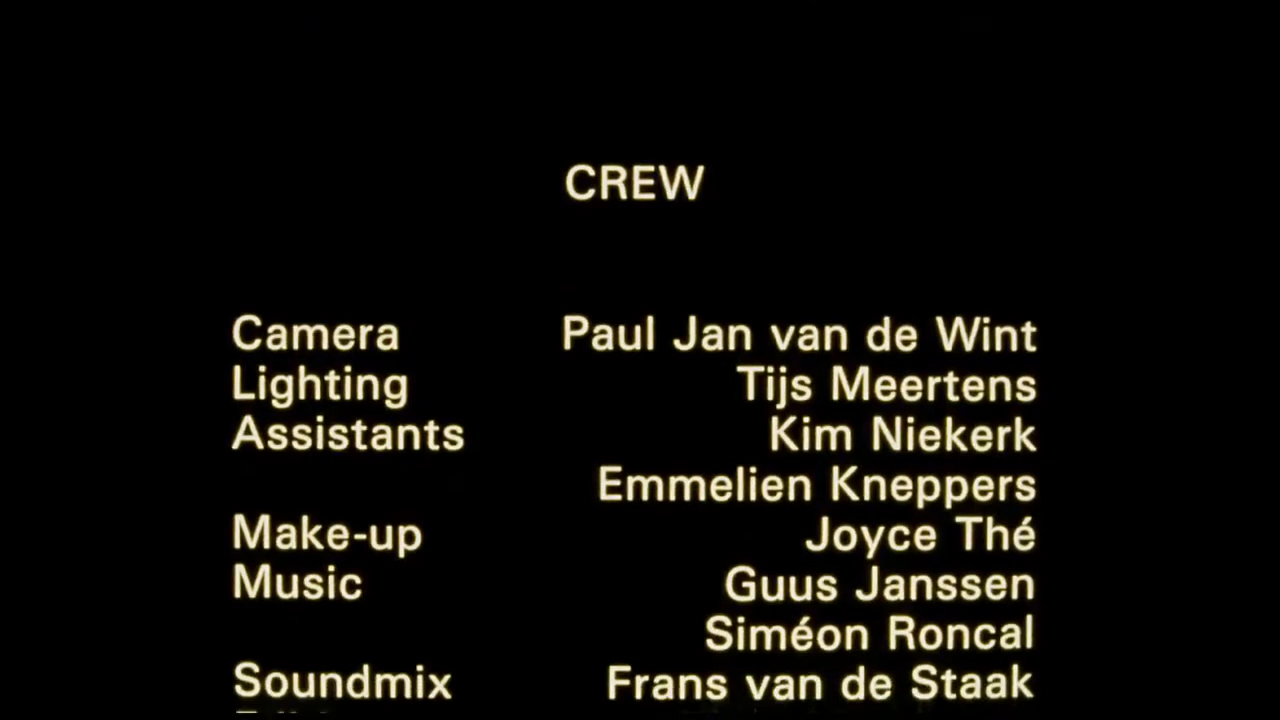 CREW
Camera Paul Jan van de Wint
Lighting Tijs Meertens
Assistants Kim Niekerk
Emmelien Kneppers
Make-up Joyce Thé
Music Guus Janssen
Siméon Roncal
Soundmix Frans van de Staak